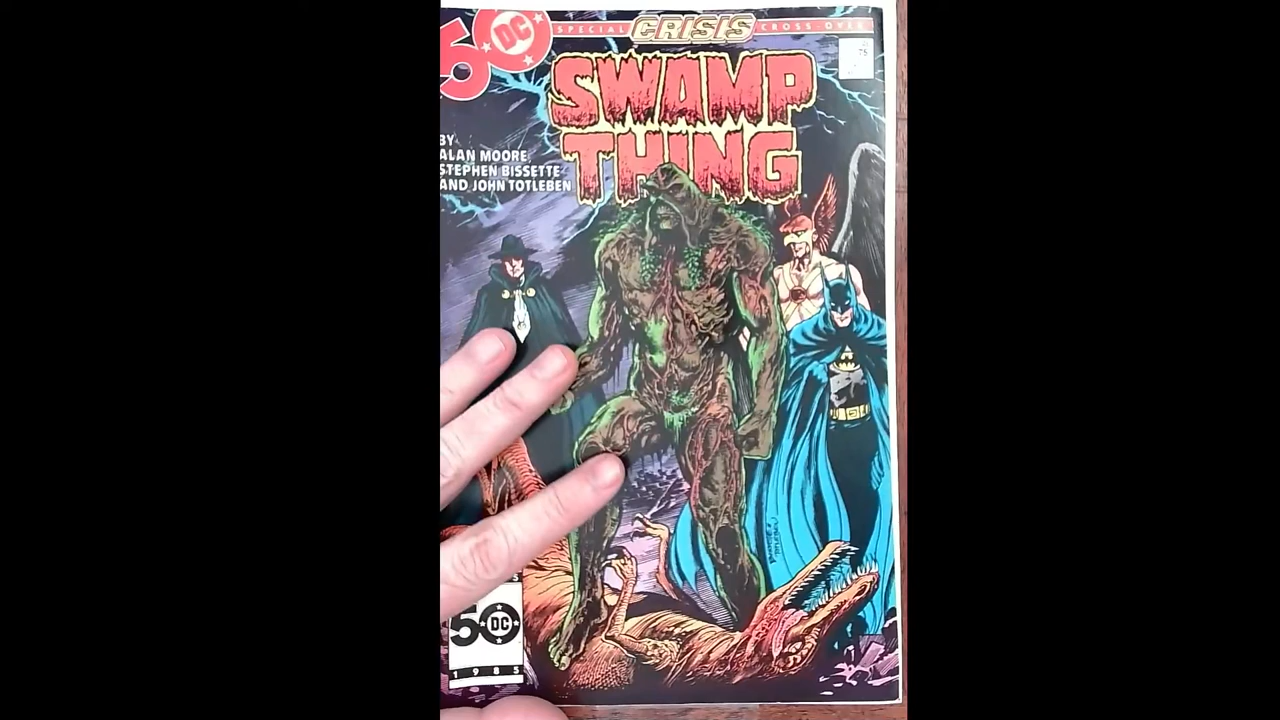 50 DC
SPECIAL CRISIS CROSS-OVER
75
SWAMP
THING
BY
ALAN MOORE,
STEPHEN BISSETTE
AND JOHN TOTLEBEN
50 DC
1985